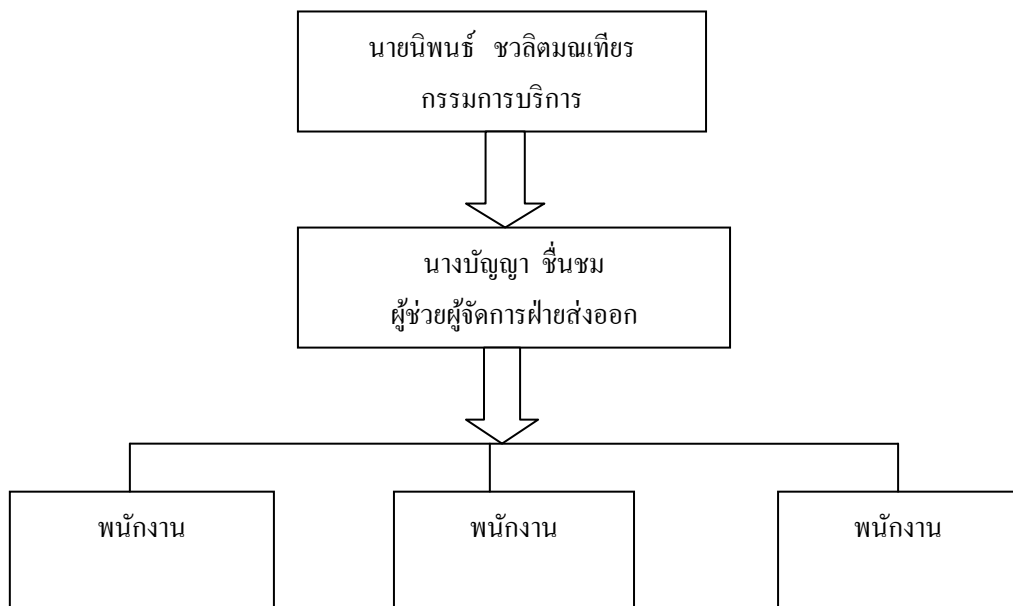 นายนิพนธ์ ชวลิตมณเฑียร
กรรมการบริการ
นางบัญญา ชื่นชม
ผู้ช่วยผู้จัดการฝ่ายส่งออก
พนักงาน
พนักงาน
พนักงาน